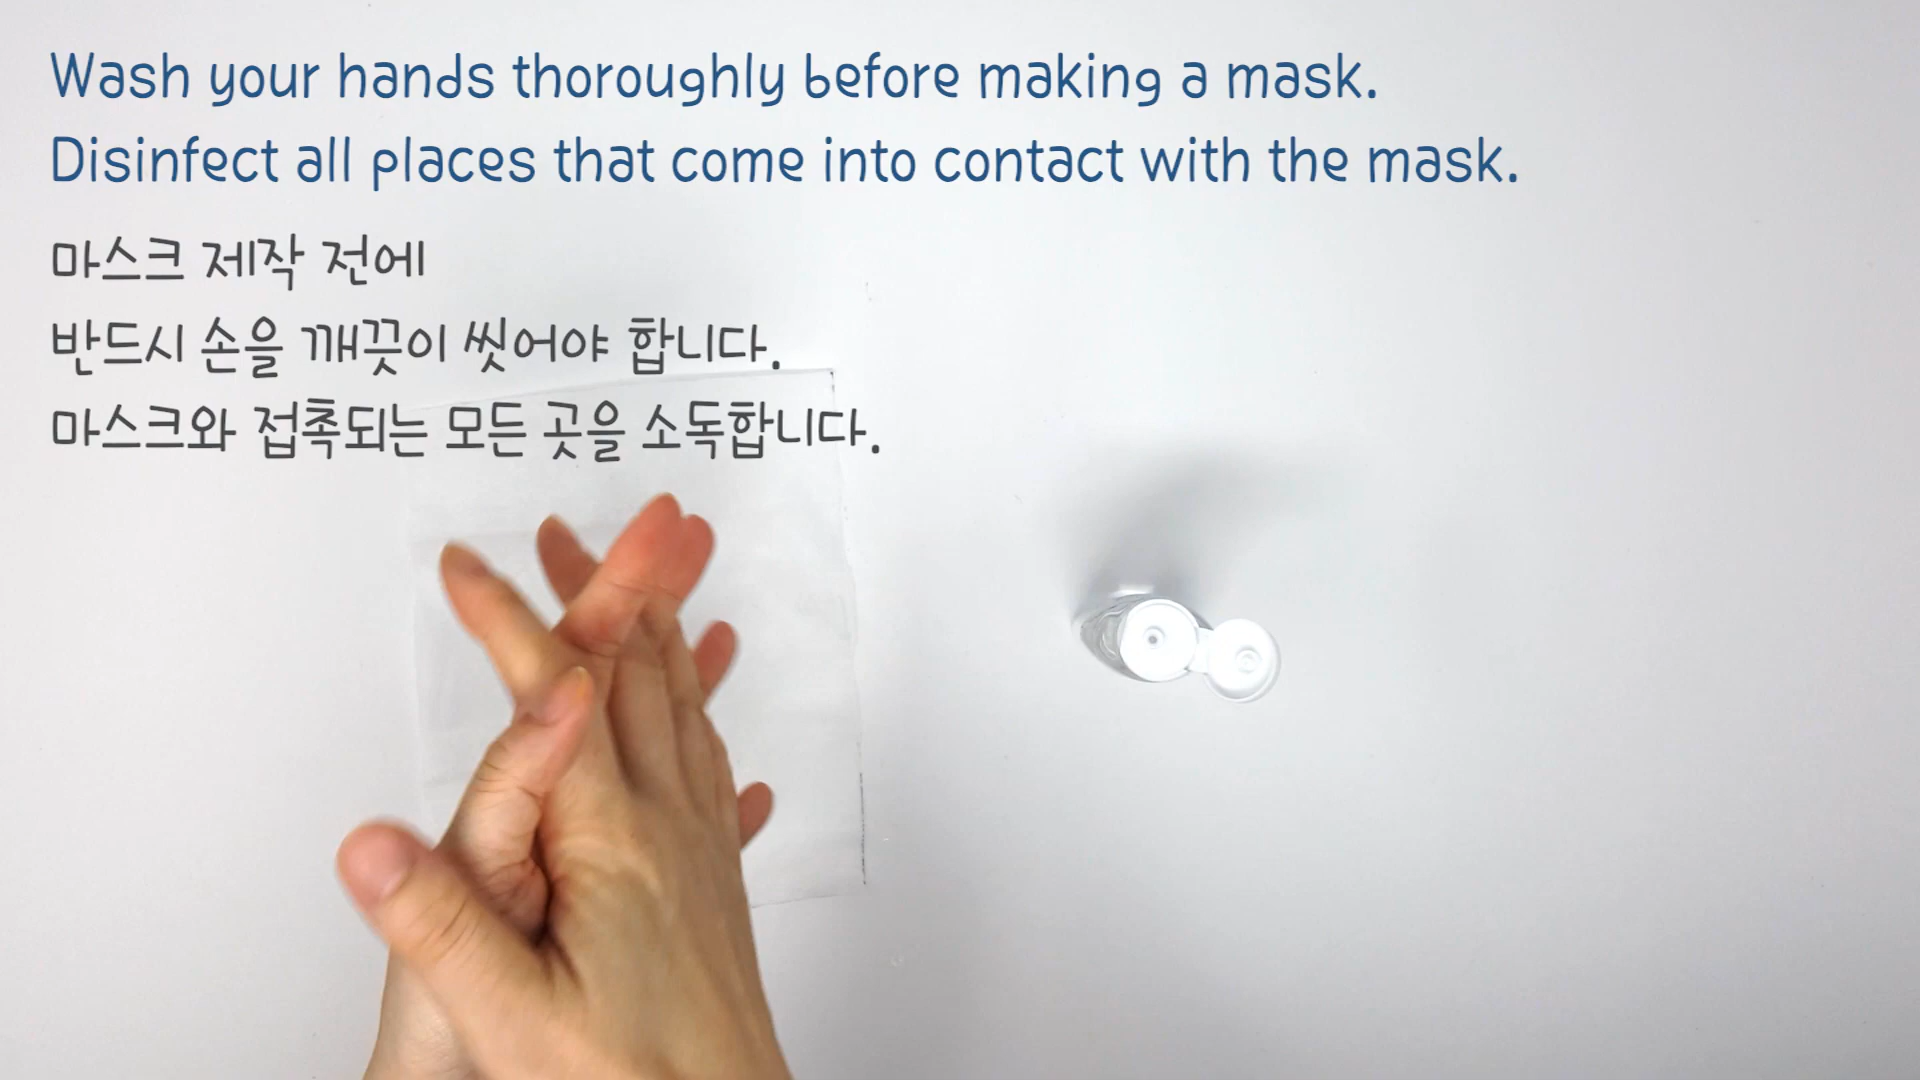 Wash your hands thoroughly before making a mask.
Disinfect all places that come into contact with the mask.
마스크 제작 전에
반드시 손을 깨끗이 씻어야 합니다.
마스크와 접촉되는 모든 곳을 소독합니다.